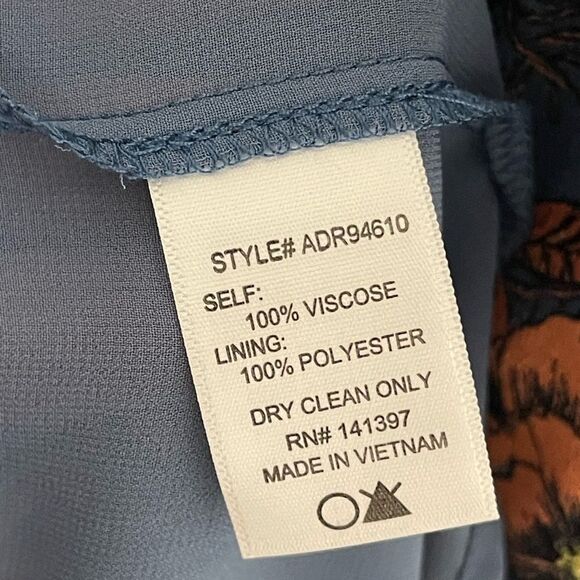 STYLE# ADR94610
SELF:
100% VISCOSE
LINING:
100% POLYESTER
DRY CLEAN ONLY
RN# 141397
MADE IN VIETNAM